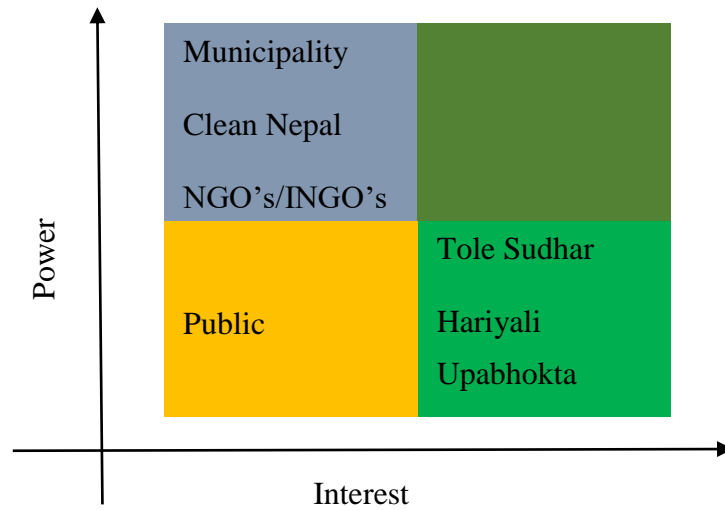 Municipality
Clean Nepal
NGO’s/INGO’s
Tole Sudhar
Public
Hariyali
Upabhokta
Power
Interest